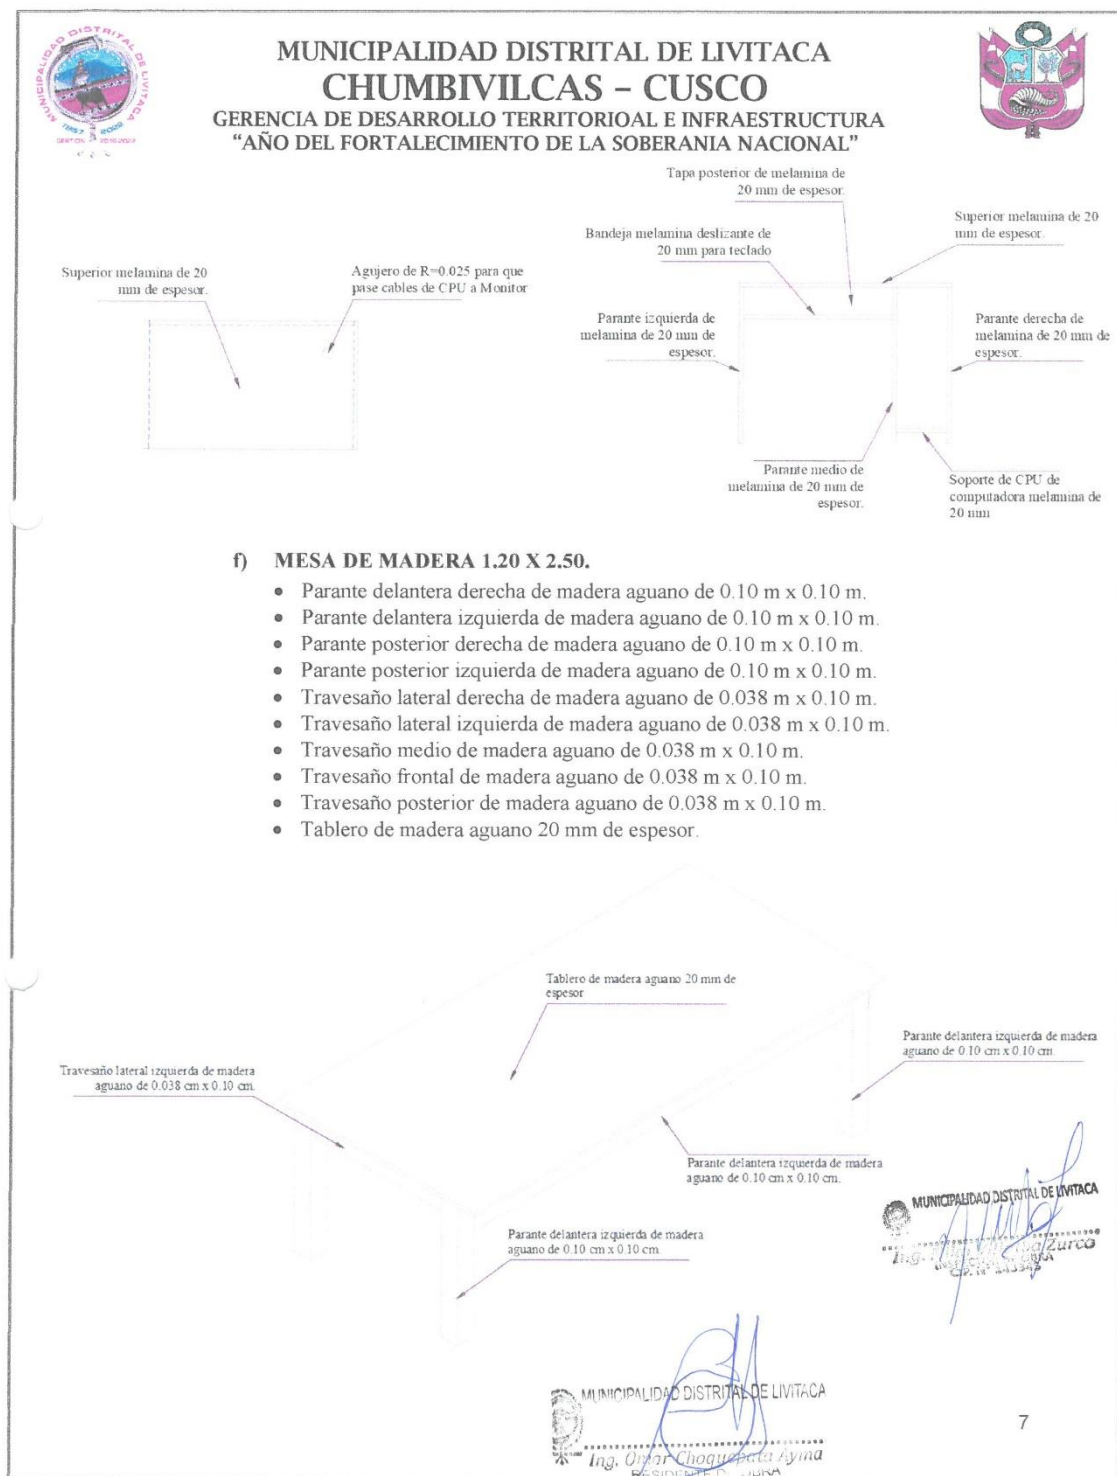 MUNICIPALIDAD DISTRITAL DE LIVITACA
MUNICIPALIDAD DISTRITAL DE LIVITACA
CHUMBIVILCAS – CUSCO
GERENCIA DE DESARROLLO TERRITORIOAL E INFRAESTRUCTURA
“AÑO DEL FORTALECIMIENTO DE LA SOBERANIA NACIONAL”
Superior melamina de 20
mm de espesor.
Agujero de R=0.025 para que
pase cables de CPU a Monitor
Tapa posterior de melamina de
20 mm de espesor.
Bandeja melamina deslizante de
20 mm para teclado
Superior melamina de 20
mm de espesor.
Parante izquierda de
melamina de 20 mm de
espesor.
Parante derecha de
melamina de 20 mm de
espesor.
Parante medio de
melamina de 20 mm de
espesor.
Soporte de CPU de
computadora melamina de
20 mm
f) MESA DE MADERA 1.20 X 2.50.
• Parante delantera derecha de madera aguano de 0.10 m x 0.10 m.
• Parante delantera izquierda de madera aguano de 0.10 m x 0.10 m.
• Parante posterior derecha de madera aguano de 0.10 m x 0.10 m.
• Parante posterior izquierda de madera aguano de 0.10 m x 0.10 m.
• Travesaño lateral derecha de madera aguano de 0.038 m x 0.10 m.
• Travesaño lateral izquierda de madera aguano de 0.038 m x 0.10 m.
• Travesaño medio de madera aguano de 0.038 m x 0.10 m.
• Travesaño frontal de madera aguano de 0.038 m x 0.10 m.
• Travesaño posterior de madera aguano de 0.038 m x 0.10 m.
• Tablero de madera aguano 20 mm de espesor.
Tablero de madera aguano 20 mm de
espesor
Parante delantera izquierda de madera
aguano de 0.10 cm x 0.10 cm.
Travesaño lateral izquierda de madera
aguano de 0.038 cm x 0.10 cm.
Parante delantera izquierda de madera
aguano de 0.10 cm x 0.10 cm.
Parante delantera izquierda de madera
aguano de 0.10 cm x 0.10 cm.
MUNICIPALIDAD DISTRITAL DE LIVITACA
Ing. Zurco
MUNICIPALIDAD DISTRITAL DE LIVITACA
Ing. Omar Choquepata Ayma
RESIDENTE DE OBRA
7